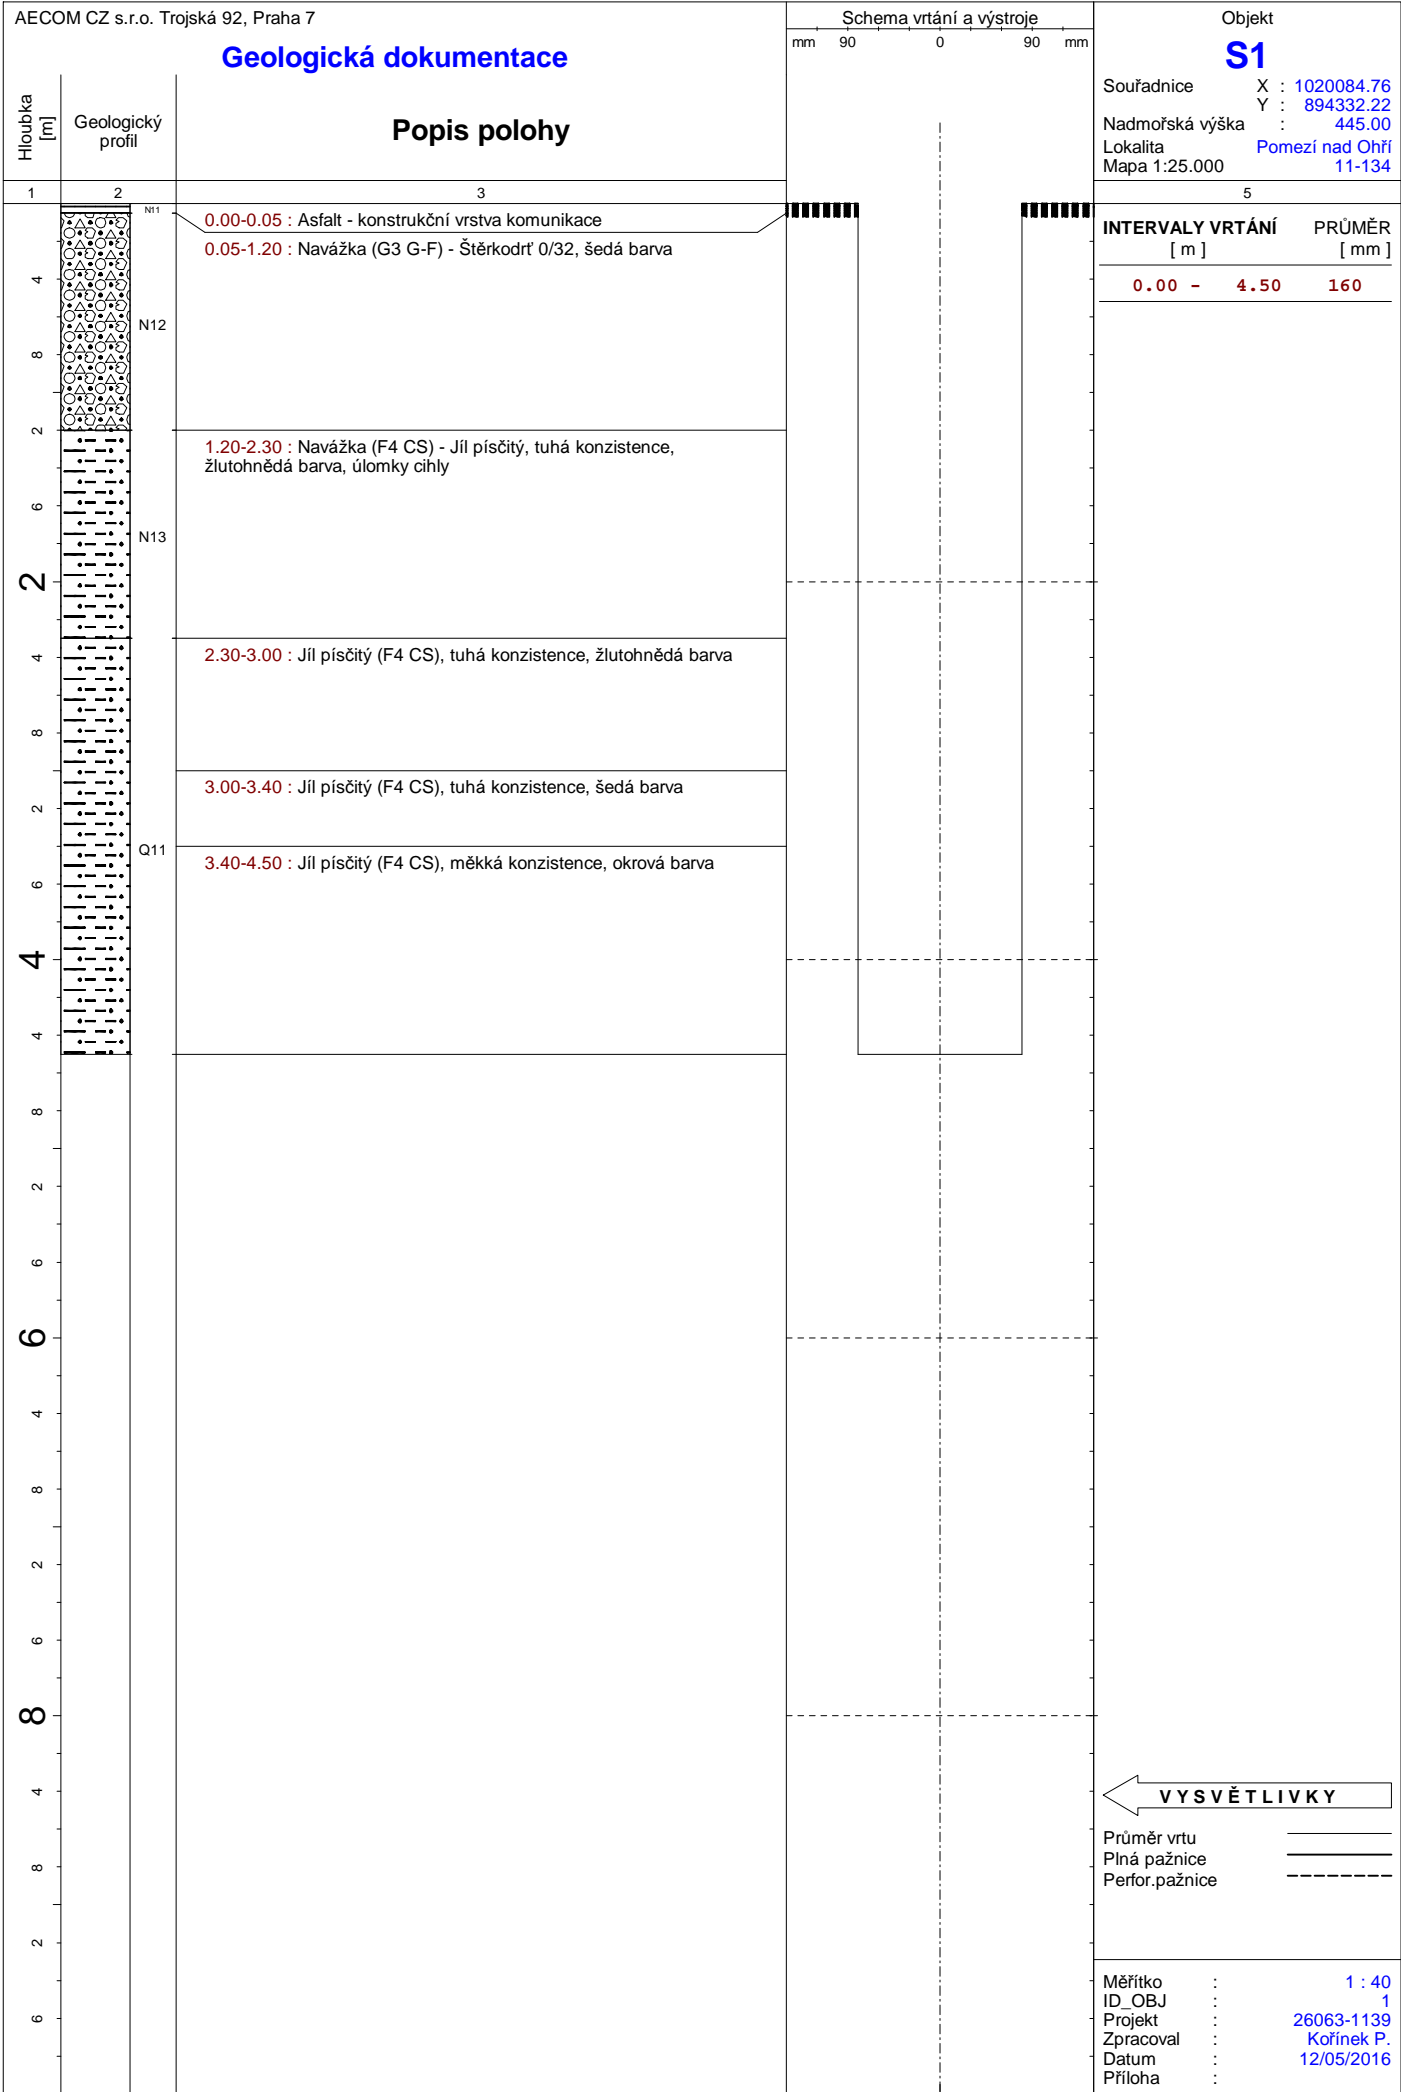 AECOM CZ s.r.o. Trojská 92, Praha 7
Geologická dokumentace
Hloubka
[m]
Geologický
profil
Popis polohy
Schema vrtání a výstroje
mm 90 0 90 mm
Objekt
S1
Souřadnice X : 1020084.76
Y : 894332.22
Nadmořská výška : 445.00
Lokalita Pomezí nad Ohří
Mapa 1:25.000 11-134
1 2 3 5
N11
0.00-0.05 : Asfalt - konstrukční vrstva komunikace
0.05-1.20 : Navážka (G3 G-F) - Štěrkodrť 0/32, šedá barva
INTERVALY VRTÁNÍ PRŮMĚR
[ m ] [ mm ]
0.00 - 4.50 160
4
N12
8
2
1.20-2.30 : Navážka (F4 CS) - Jíl písčitý, tuhá konzistence,
žlutohnědá barva, úlomky cihly
6
N13
2
4
2.30-3.00 : Jíl písčitý (F4 CS), tuhá konzistence, žlutohnědá barva
8
3.00-3.40 : Jíl písčitý (F4 CS), tuhá konzistence, šedá barva
2
Q11
3.40-4.50 : Jíl písčitý (F4 CS), měkká konzistence, okrová barva
6
4
4
8
2
6
6
4
8
2
6
8
4
8
2
6
VYSVĚTLIVKY
Průměr vrtu
Plná pažnice
Perfor.pažnice
Měřítko : 1 : 40
ID_OBJ : 1
Projekt : 26063-1139
Zpracoval : Kořínek P.
Datum : 12/05/2016
Příloha :